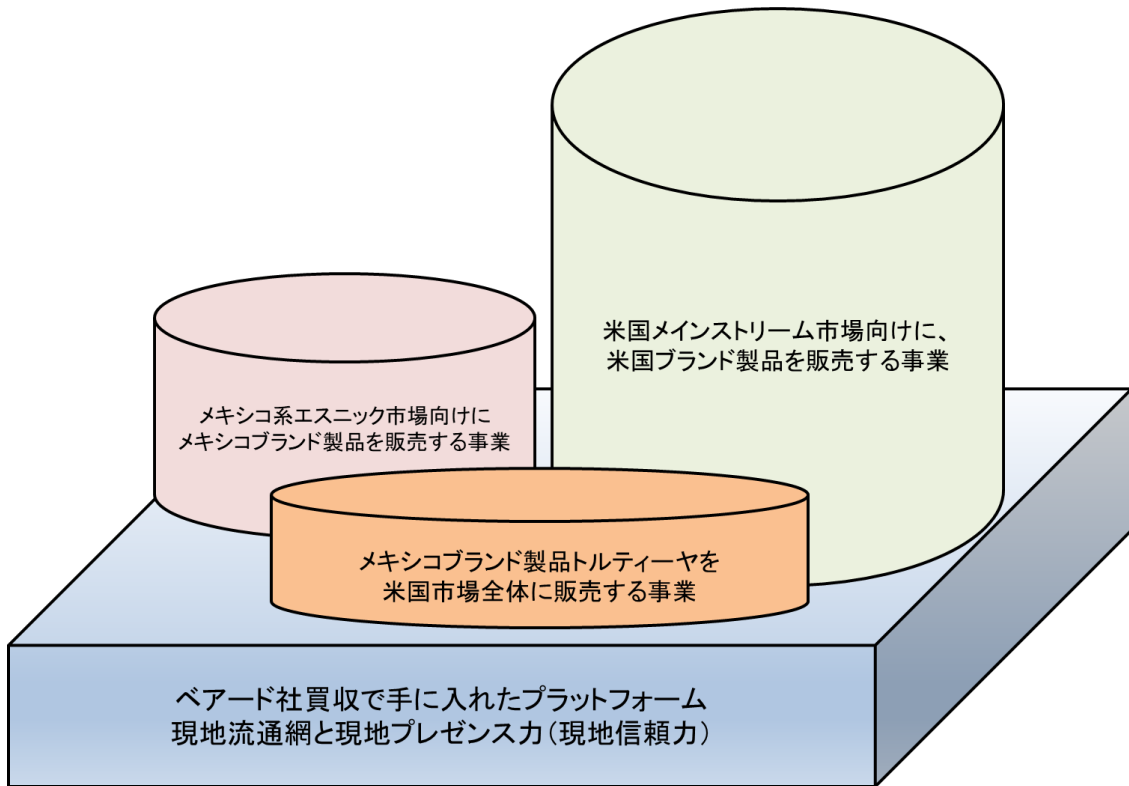 米国メインストリーム市場向けに、
米国ブランド製品を販売する事業
メキシコ系エスニック市場向けに
メキシコブランド製品を販売する事業
メキシコブランド製品トルティーヤを
米国市場全体に販売する事業
ベアード社買収で手に入れたプラットフォーム
現地流通網と現地プレゼンス力（現地信頼力）